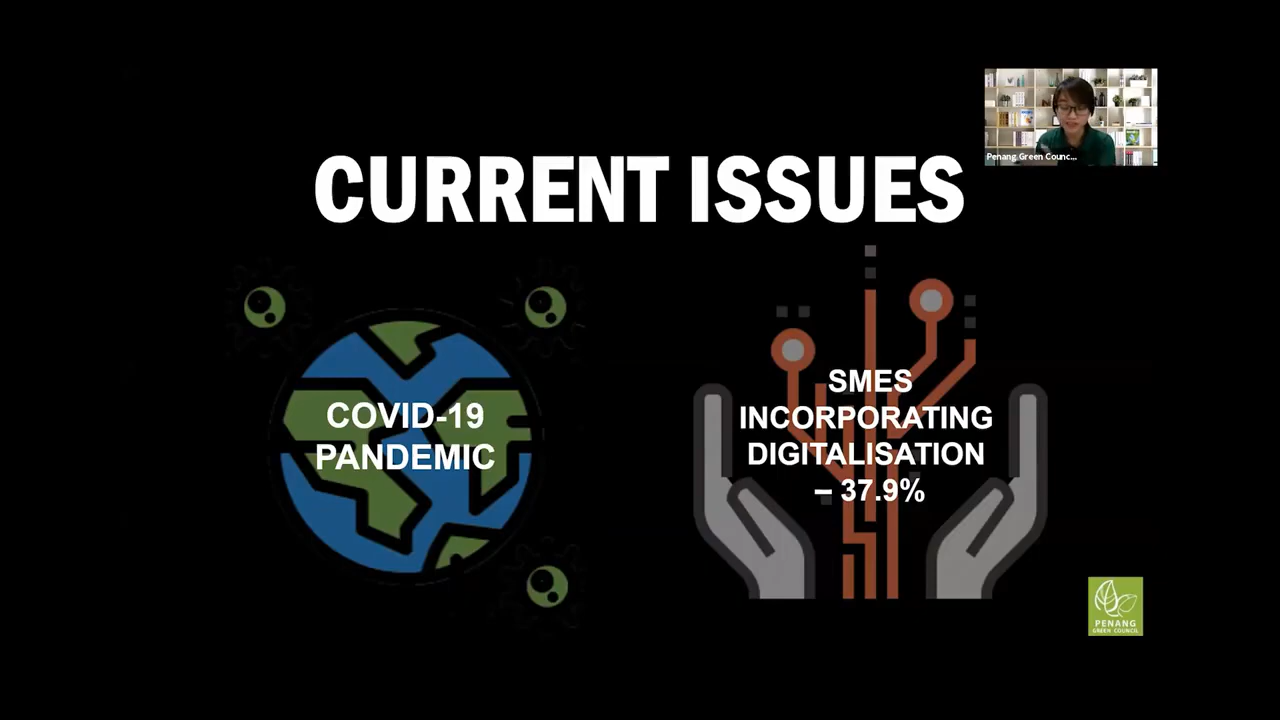 Penang Green Counc...
CURRENT ISSUES
COVID-19
PANDEMIC
SMES
INCORPORATING
DIGITALISATION
– 37.9%
PENANG
GREEN COUNCIL